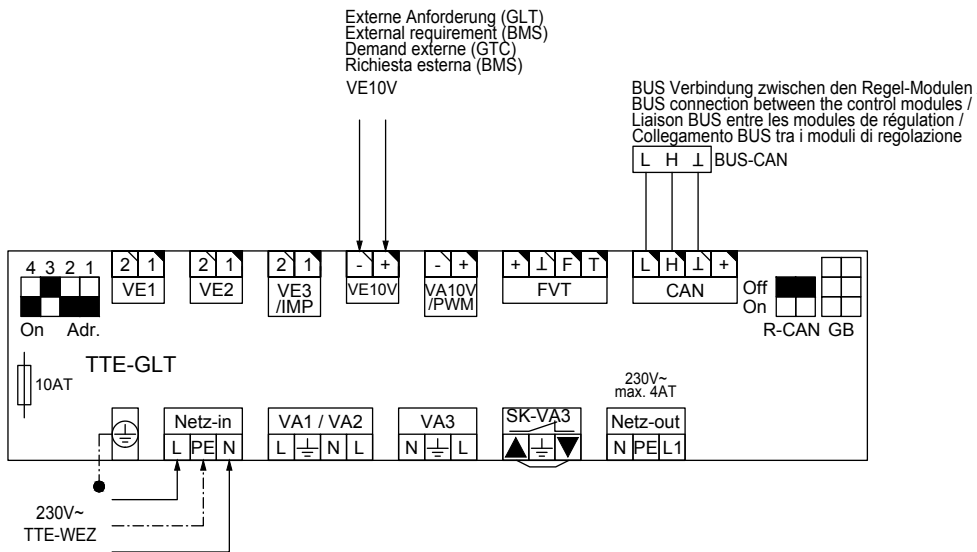 Externe Anforderung (GLT)
External requirement (BMS)
Demand externe (GTC)
Richiesta esterna (BMS)
VE10V
BUS Verbindung zwischen den Regel-Modulen
BUS connection between the control modules /
Liaison BUS entre les modules de régulation /
Collegamento BUS tra i moduli di regolazione
L H ⊥ BUS-CAN
4 3 2 1
On Adr.
2 1
VE1
2 1
VE2
2 1
VE3
/IMP
- +
VE10V
- +
VA10V
/PWM
+ ⊥ F T
FVT
L H ⊥ +
CAN
Off
On
R-CAN GB
10AT
TTE-GLT
230V~
max. 4AT
Netz-in
L PE N
VA1 / VA2
L ⏚ N L
VA3
N ⏚ L
SK-VA3
▲ ⏚ ▼
Netz-out
N PE L1
230V~
TTE-WEZ